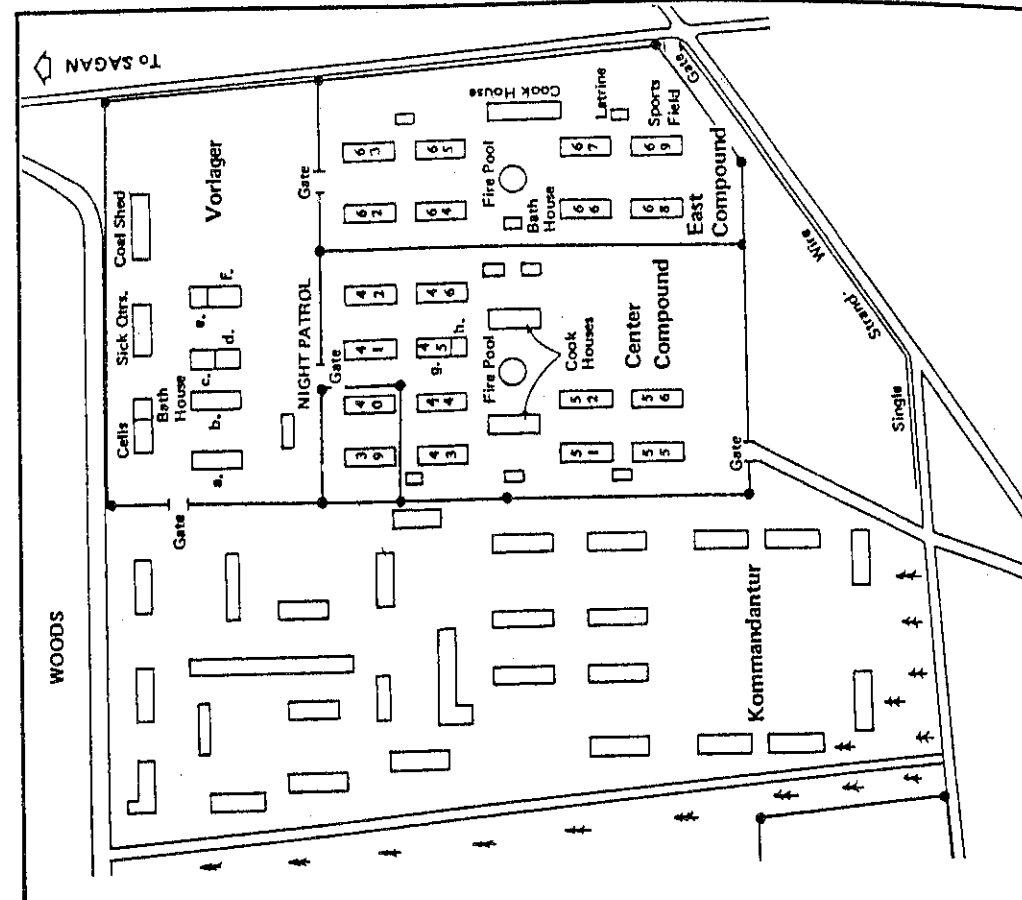 To SAGAN
WOODS
Coal Shed
Sick Qtrs.
Cells
Bath
House
Vorlager
a.
b.
c.
d.
e.
f.
Gate
NIGHT PATROL
Gate
Gate
39
40
41
42
43
44
45
46
g.
h.
62
63
64
65
Cook House
Fire Pool
Bath
House
Fire Pool
Cook
Houses
Latrine
Sports
Field
Gate
51
52
55
56
66
67
68
69
Center
Compound
East
Compound
Gate
Single
Strand
Wire
Kommandantur